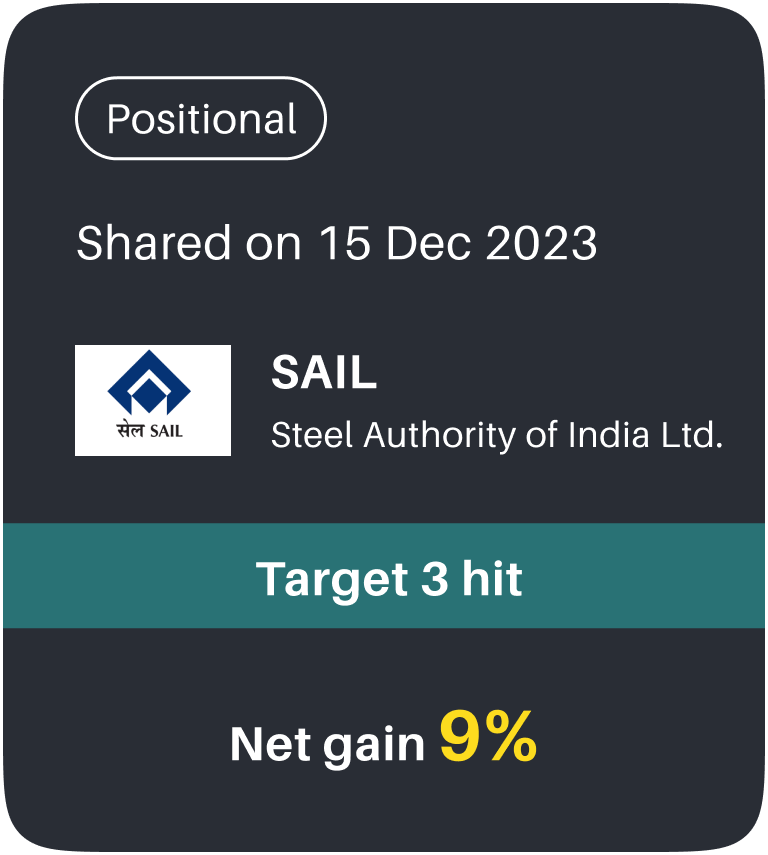 Positional
Shared on 15 Dec 2023
SAIL
सेल SAIL
Steel Authority of India Ltd.
Target 3 hit
Net gain 9%